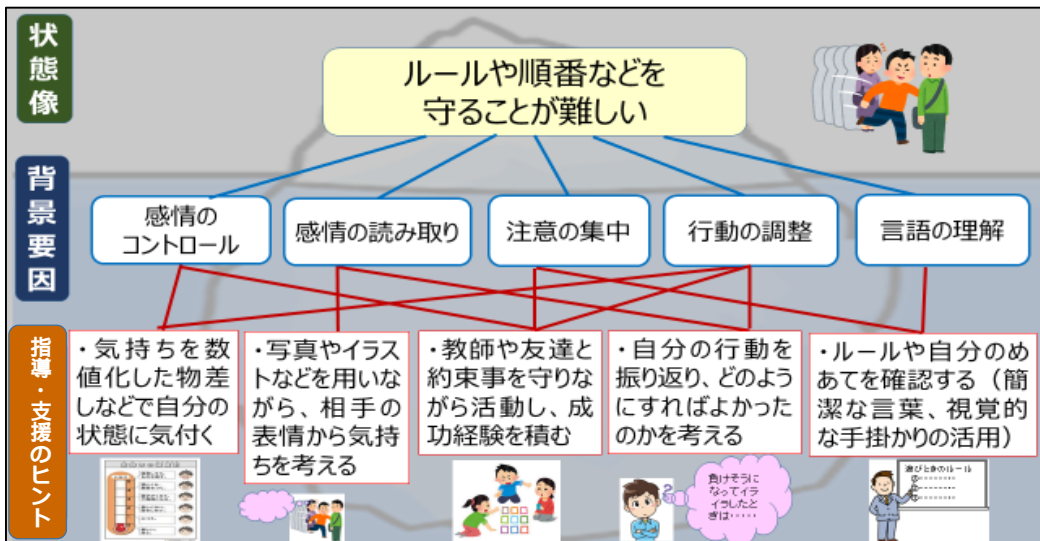 状態像
ルールや順番などを
守ることが難しい
背景要因
感情の
コントロール
感情の読み取り
注意の集中
行動の調整
言語の理解
指導・支援のヒント
・気持ちを数
値化した物差
しなどで自分の
状態に気付く
・写真やイラス
トなどを用いな
がら、相手の
表情から気持
ちを考える
・教師や友達と
約束事を守りな
がら活動し、成
功経験を積む
・自分の行動を
振り返り、どのよう
にすればよかった
のかを考える
・ルールや自分のめ
あてを確認する（簡
潔な言葉、視覚的
な手掛かりの活用）
負けそうに
なってイラ
イラしたと
きは……
遊びときのルール